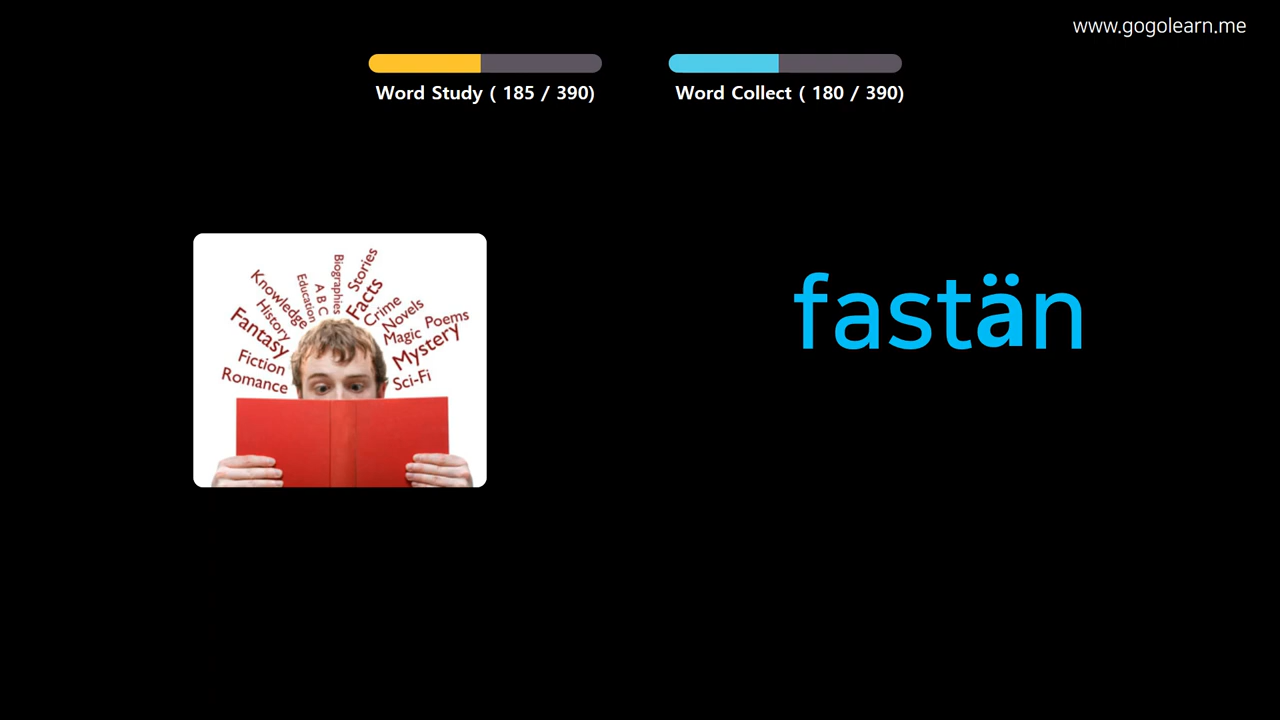 www.gogolearn.me
Word Study ( 185 / 390)
Word Collect ( 180 / 390)
Stories
Biographies
Knowledge
Education
A B C
Facts
Crime
History
Novels
Fantasy
Poems
Magic
Mystery
Fiction
Romance
Sci-Fi
fastän